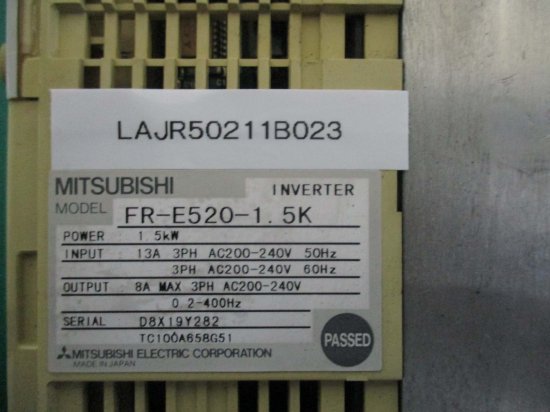 LAJR50211B023
MITSUBISHI INVERTER
MODEL FR-E520-1.5K
POWER : 1.5kW
INPUT : 13A 3PH AC200-240V 50Hz
3PH AC200-240V 60Hz
OUTPUT : 8A MAX 3PH AC200-240V
0.2-400Hz
SERIAL D8X19Y282
TC100A658G51
PASSED
MITSUBISHI ELECTRIC CORPORATION
MADE IN JAPAN